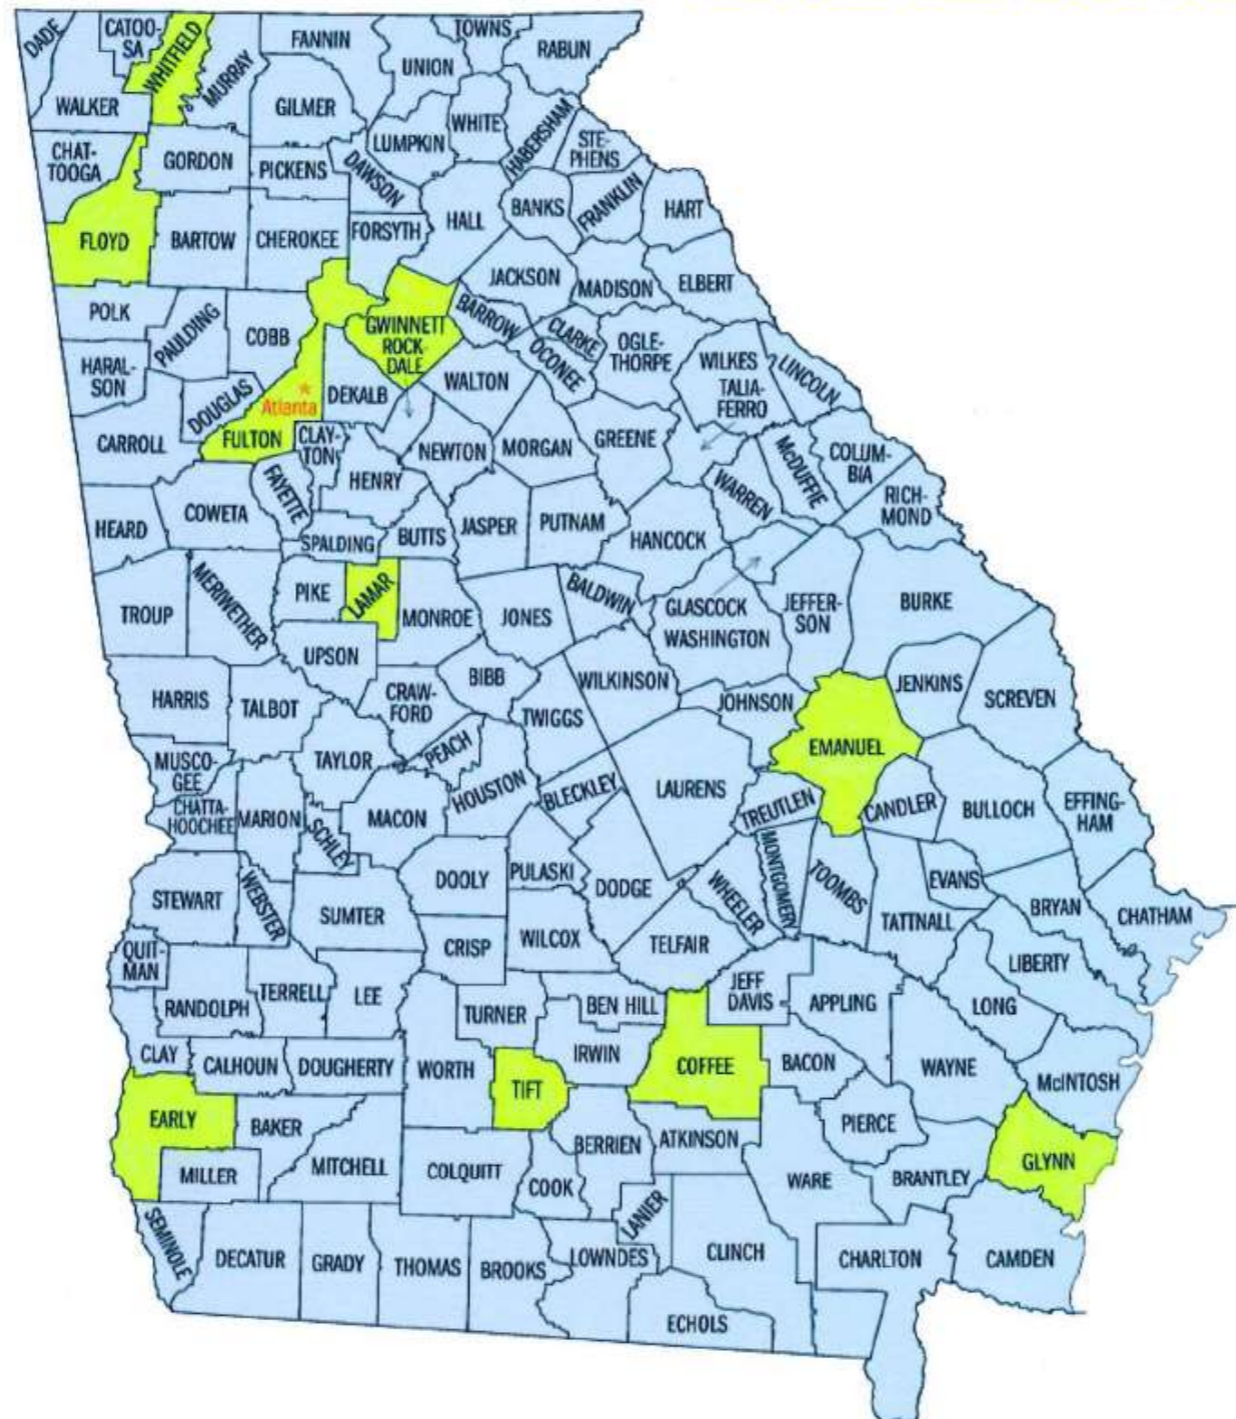 DADE
CATOO-
SA
WHITFIELD
MURRAY
FANNIN
UNION
TOWNS
RABUN
WALKER
GILMER
LUMPKIN
WHITE
HABERSHAM
STE-
PHENS
CHAT-
TOOGA
GORDON
PICKENS
DAWSON
FLOYD
BARTOW
CHEROKEE
FORSYTH
HALL
BANKS
FRANKLIN
HART
POLK
PAULDING
COBB
GWINNETT
ROCK-
DALE
BARROW
JACKSON
MADISON
ELBERT
HARAL-
SON
DOUGLAS
Atlanta
DEKALB
WALTON
CLARKE
OCONEE
OGLE-
THORPE
WILKES
TALIA-
FERRO
LINCOLN
CARROLL
FULTON
CLAY-
TON
NEWTON
MORGAN
GREENE
McDUFFIE
COLUM-
BIA
HEARD
COWETA
FAYETTE
HENRY
SPALDING
BUTTS
JASPER
PUTNAM
HANCOCK
WARREN
RICH-
MOND
TROUP
MERIWETHER
PIKE
LAMAR
MONROE
JONES
BALDWIN
GLASCOCK
WASHINGTON
JEFFER-
SON
BURKE
UPSON
HARRIS
TALBOT
CRAW-
FORD
BIBB
TWIGGS
WILKINSON
JOHNSON
EMANUEL
JENKINS
SCREVEN
MUSCO-
GEE
TAYLOR
PEACH
HOUSTON
BLECKLEY
LAURENS
TREUTLEN
CANDLER
BULLOCH
EFFING-
HAM
CHATTA-
HOOCHEE
MARION
SCHLEY
MACON
STEWART
WEBSTER
SUMTER
DOOLY
PULASKI
DODGE
WHEELER
MONTGOMERY
TOOMBS
TATTNALL
EVANS
BRYAN
CHATHAM
QUIT-
MAN
RANDOLPH
TERRELL
LEE
CRISP
WILCOX
TELFAIR
JEFF
DAVIS
APPLING
LONG
LIBERTY
CLAY
CALHOUN
DOUGHERTY
WORTH
TURNER
BEN HILL
IRWIN
COFFEE
BACON
WAYNE
McINTOSH
EARLY
BAKER
MILLER
MITCHELL
TIFT
COLQUITT
BERRIEN
COOK
ATKINSON
PIERCE
WARE
BRANTLEY
GLYNN
SEMINOLE
DECATUR
GRADY
THOMAS
BROOKS
LOWNDES
LANIER
CLINCH
ECHOLS
CHARLTON
CAMDEN